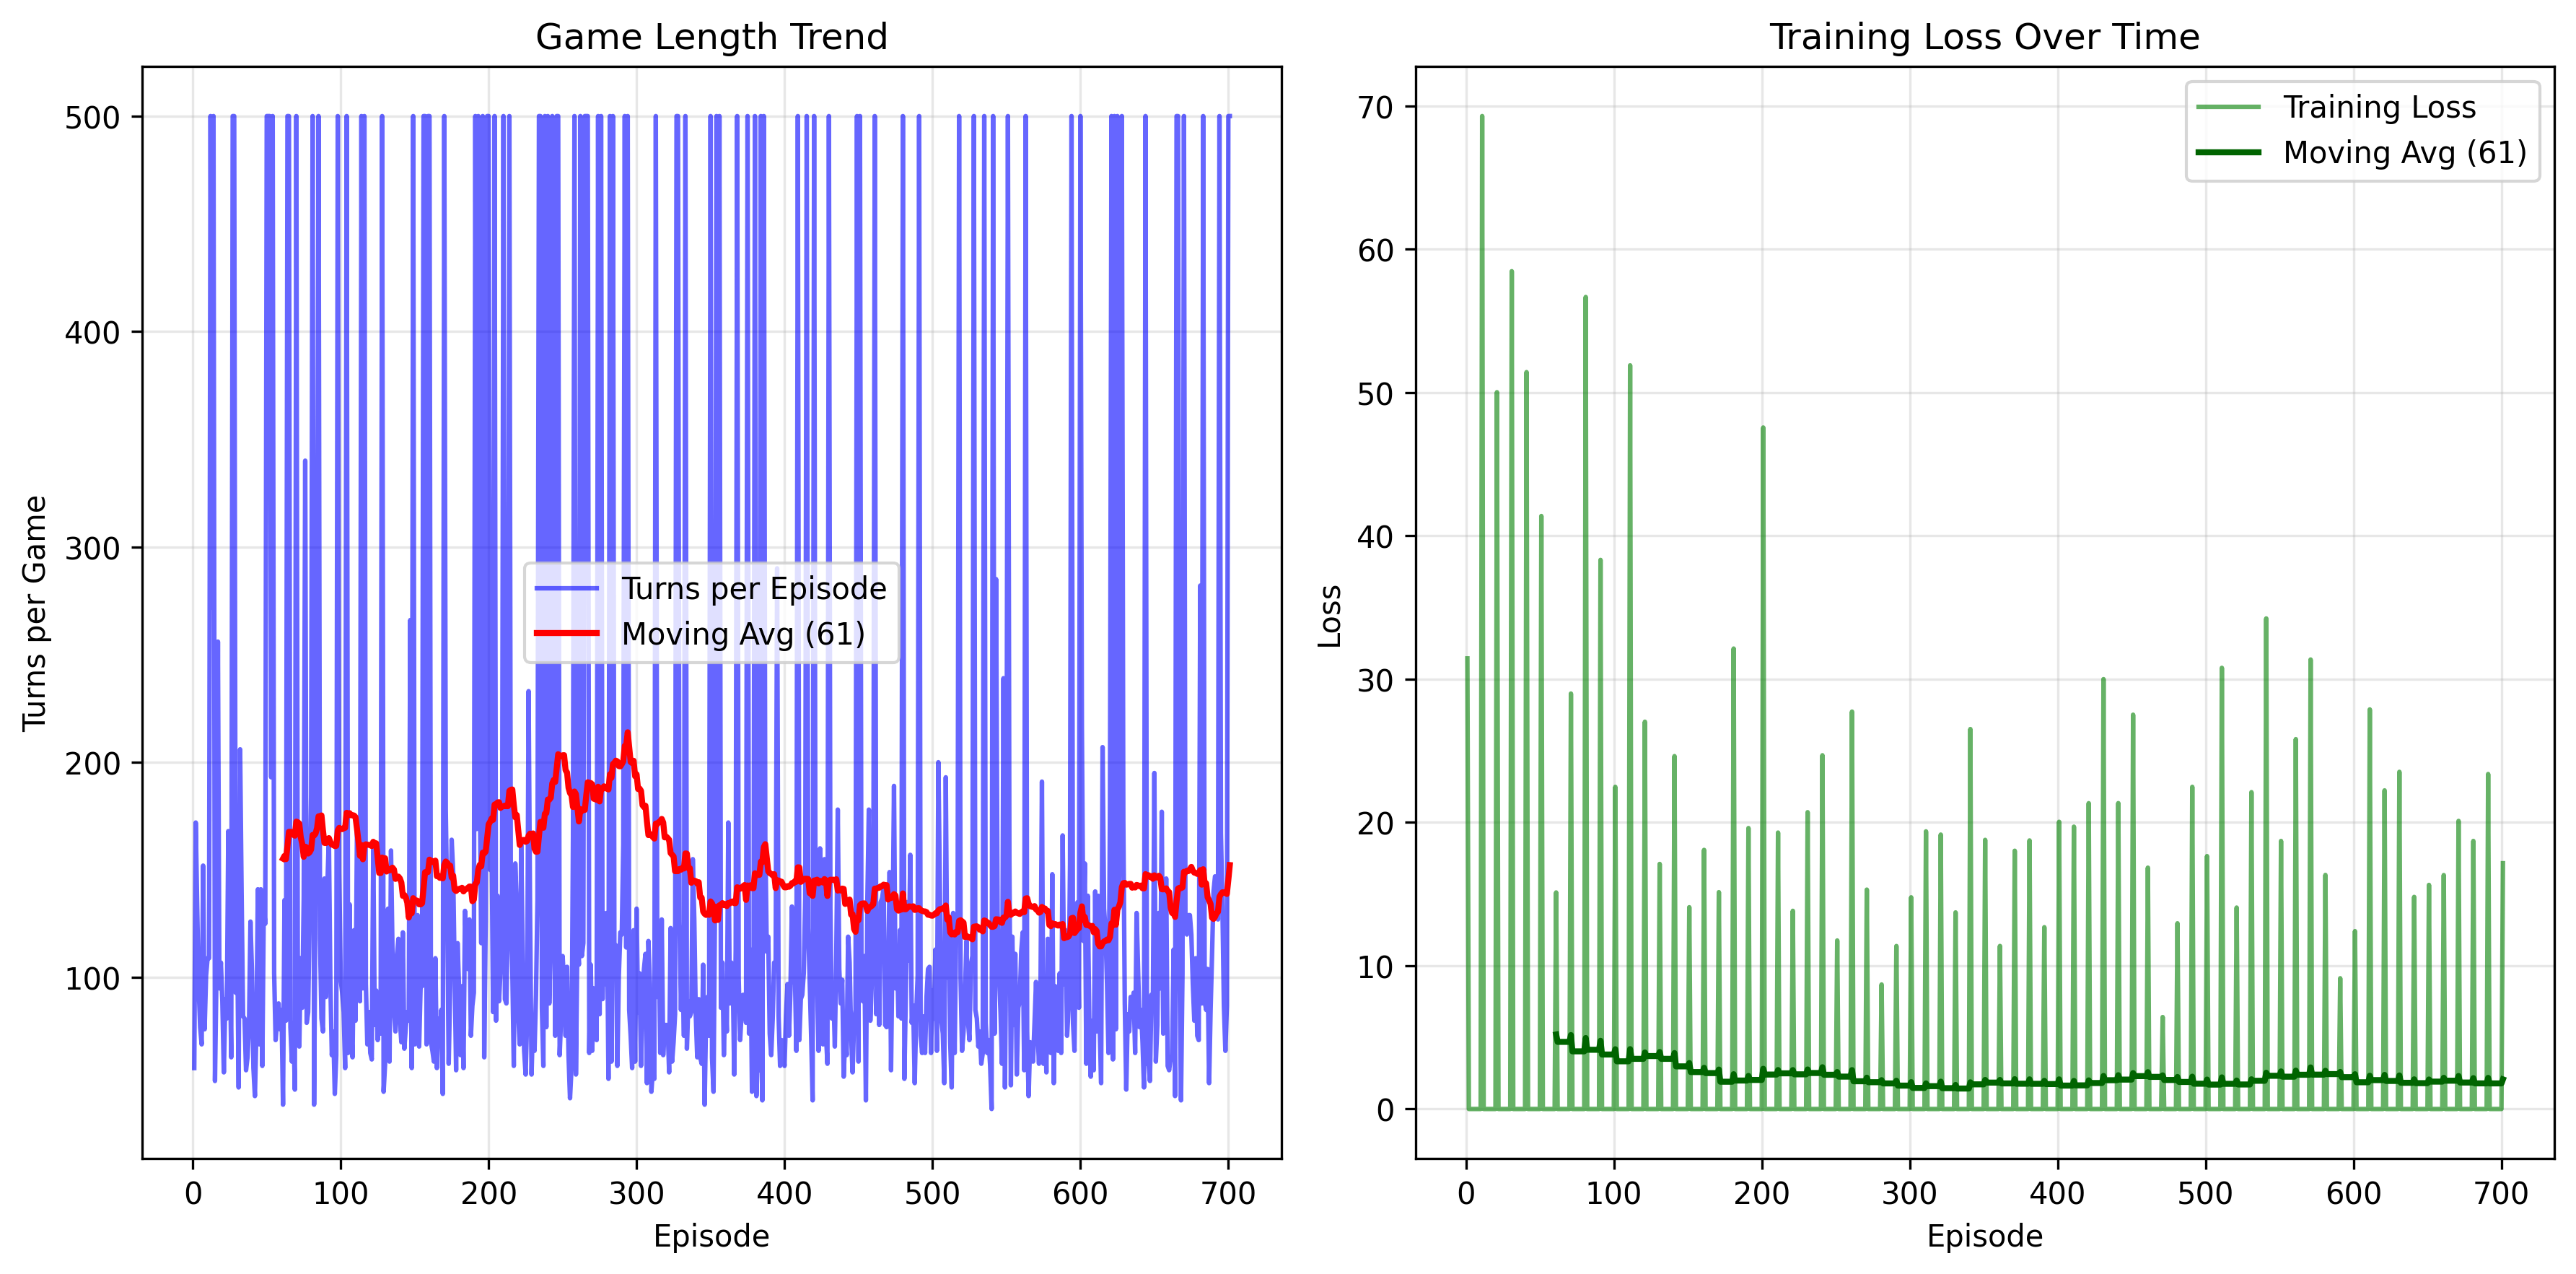 Game Length Trend
Turns per Game
500
400
300
200
100
Turns per Episode
Moving Avg (61)
0 100 200 300 400 500 600 700
Episode
Training Loss Over Time
Loss
70
60
50
40
30
20
10
0
Training Loss
Moving Avg (61)
0 100 200 300 400 500 600 700
Episode